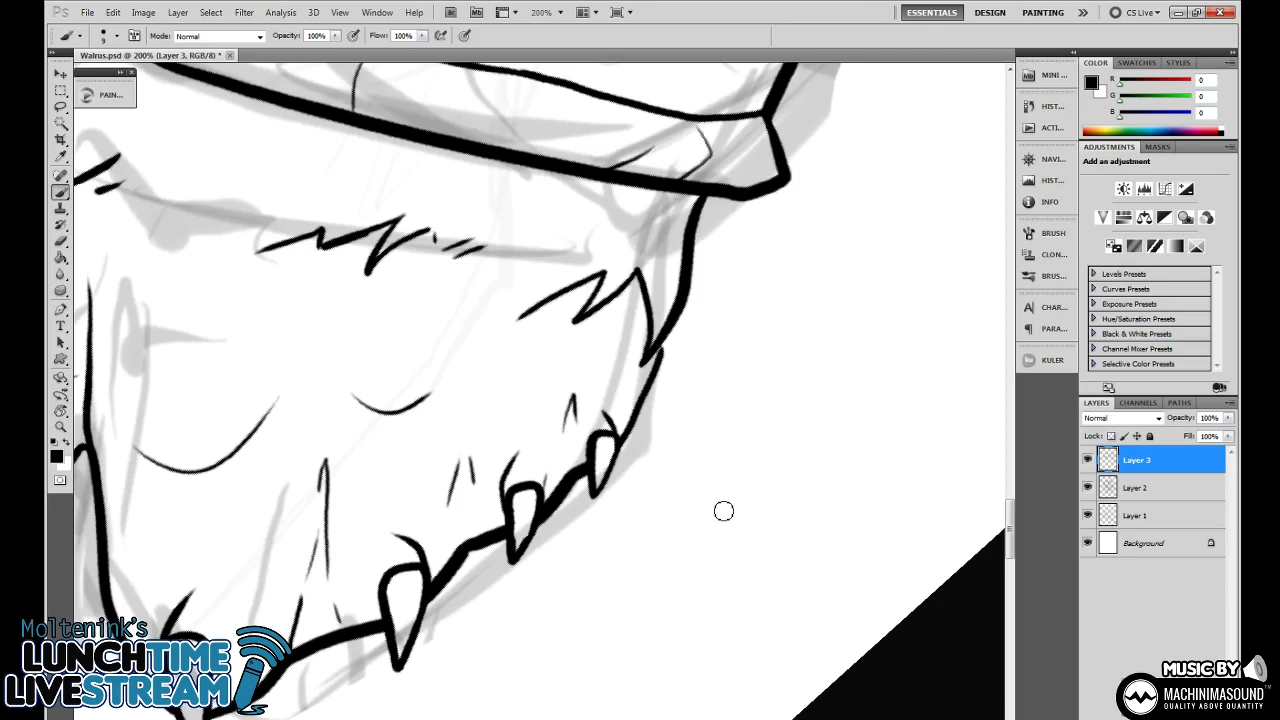 Ps File Edit Image Layer Select Filter Analysis 3D View Window Help Br Mb 200% ESSENTIALS DESIGN PAINTING CS Live
9 Mode: Normal Opacity: 100% Flow: 100%
Walrus.psd @ 200% (Layer 3, RGB/8) *
PAIN...
MINI ...
HIST...
ACTI...
NAVI...
HIST...
INFO
BRUSH
CLON...
BRUS...
CHAR...
PARA...
KULER
COLOR SWATCHES STYLES
R 0
G 0
B 0
ADJUSTMENTS MASKS
Add an adjustment
Levels Presets
Curves Presets
Exposure Presets
Hue/Saturation Presets
Black & White Presets
Channel Mixer Presets
Selective Color Presets
LAYERS CHANNELS PATHS
Normal Opacity: 100%
Lock: Fill: 100%
Layer 3
Layer 2
Layer 1
Background
Moltenink's
LUNCHTIME
LIVESTREAM
MUSIC BY
MACHINIMASOUND™
QUALITY ABOVE QUANTITY